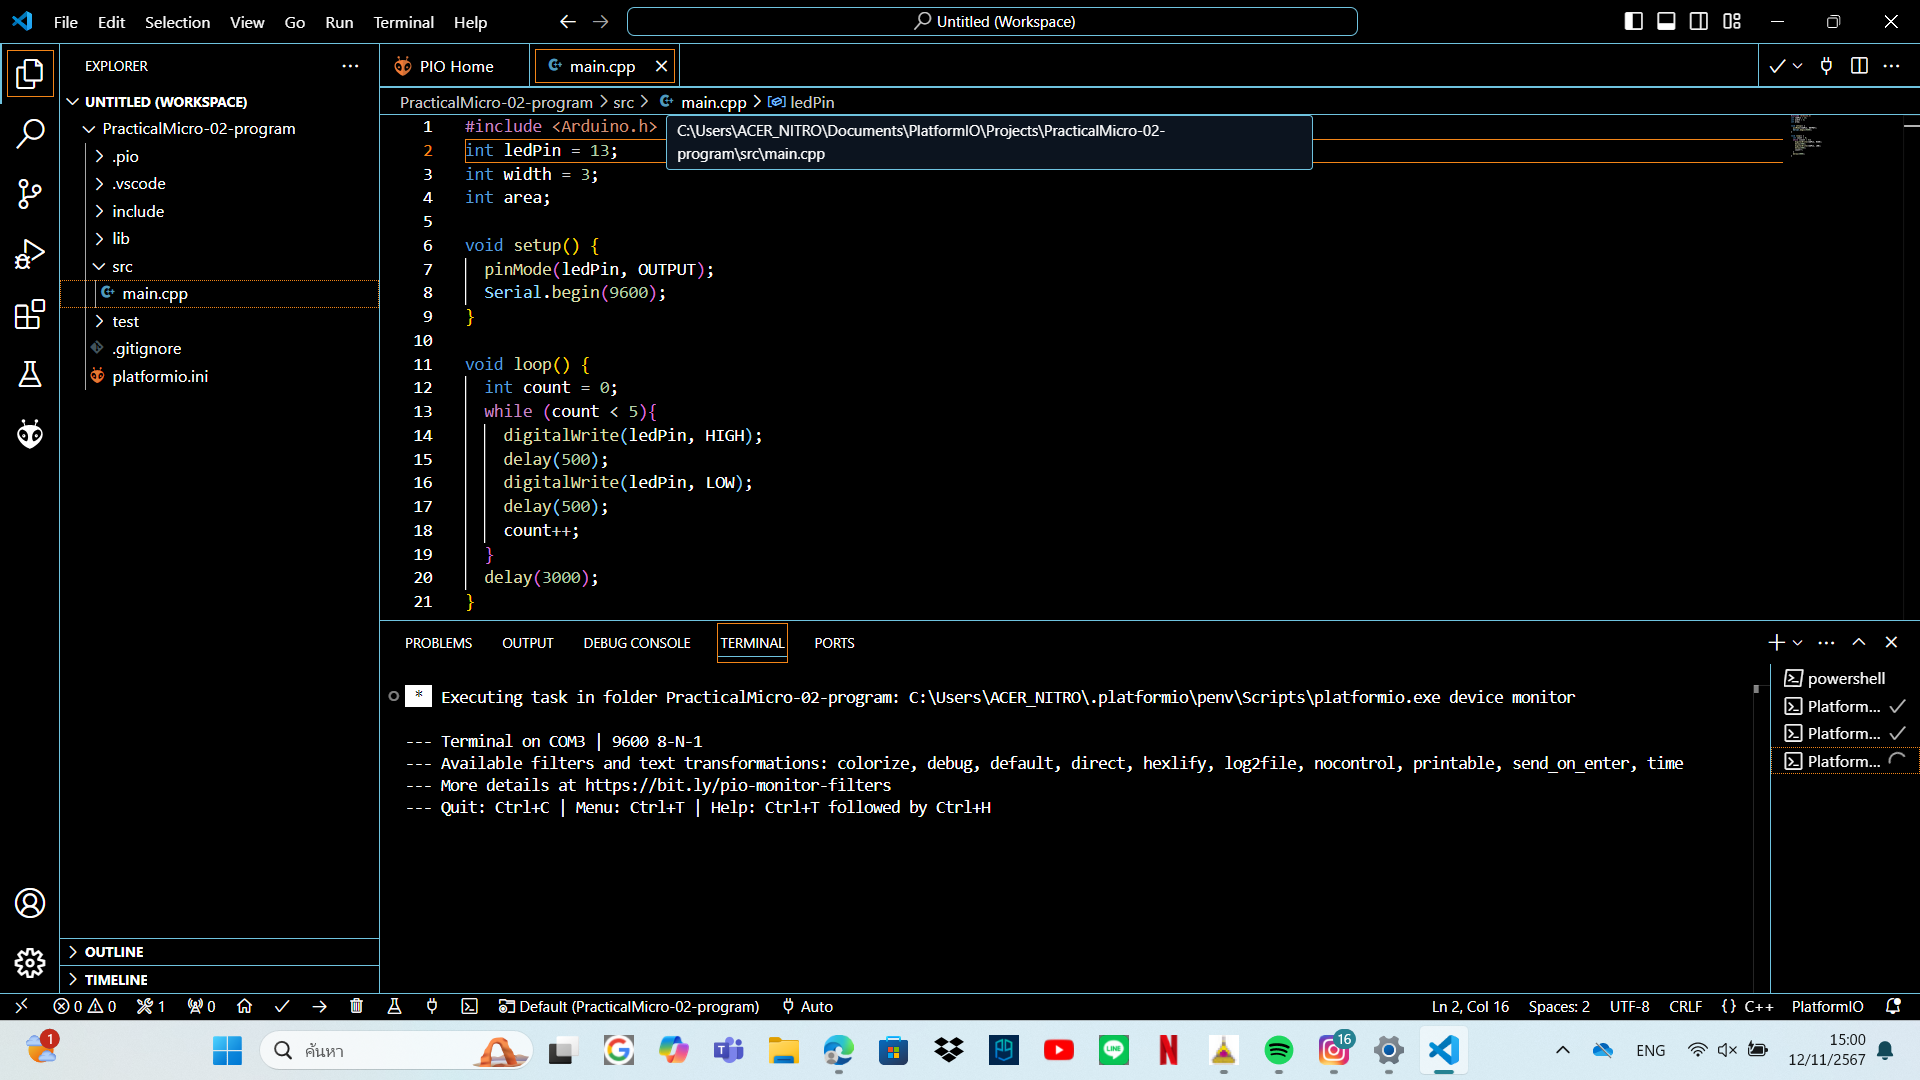 File Edit Selection View Go Run Terminal Help
Untitled (Workspace)
EXPLORER
UNTITLED (WORKSPACE)
PracticalMicro-02-program
.pio
.vscode
include
lib
src
main.cpp
test
.gitignore
platformio.ini
OUTLINE
TIMELINE
PIO Home
main.cpp
PracticalMicro-02-program > src > main.cpp > ledPin
C:\Users\ACER_NITRO\Documents\PlatformIO\Projects\PracticalMicro-02-
program\src\main.cpp
1 #include <Arduino.h>
2 int ledPin = 13;
3 int width = 3;
4 int area;
5
6 void setup() {
7 pinMode(ledPin, OUTPUT);
8 Serial.begin(9600);
9 }
10
11 void loop() {
12 int count = 0;
13 while (count < 5){
14 digitalWrite(ledPin, HIGH);
15 delay(500);
16 digitalWrite(ledPin, LOW);
17 delay(500);
18 count++;
19 }
20 delay(3000);
21 }
PROBLEMS OUTPUT DEBUG CONSOLE TERMINAL PORTS
* Executing task in folder PracticalMicro-02-program: C:\Users\ACER_NITRO\.platformio\penv\Scripts\platformio.exe device monitor
--- Terminal on COM3 | 9600 8-N-1
--- Available filters and text transformations: colorize, debug, default, direct, hexlify, log2file, nocontrol, printable, send_on_enter, time
--- More details at https://bit.ly/pio-monitor-filters
--- Quit: Ctrl+C | Menu: Ctrl+T | Help: Ctrl+T followed by Ctrl+H
powershell
Platform...
Platform...
Platform...
0 0 1 0 Default (PracticalMicro-02-program) Auto
Ln 2, Col 16 Spaces: 2 UTF-8 CRLF {} C++ PlatformIO
1
ค้นหา
16
ENG
15:00
12/11/2567